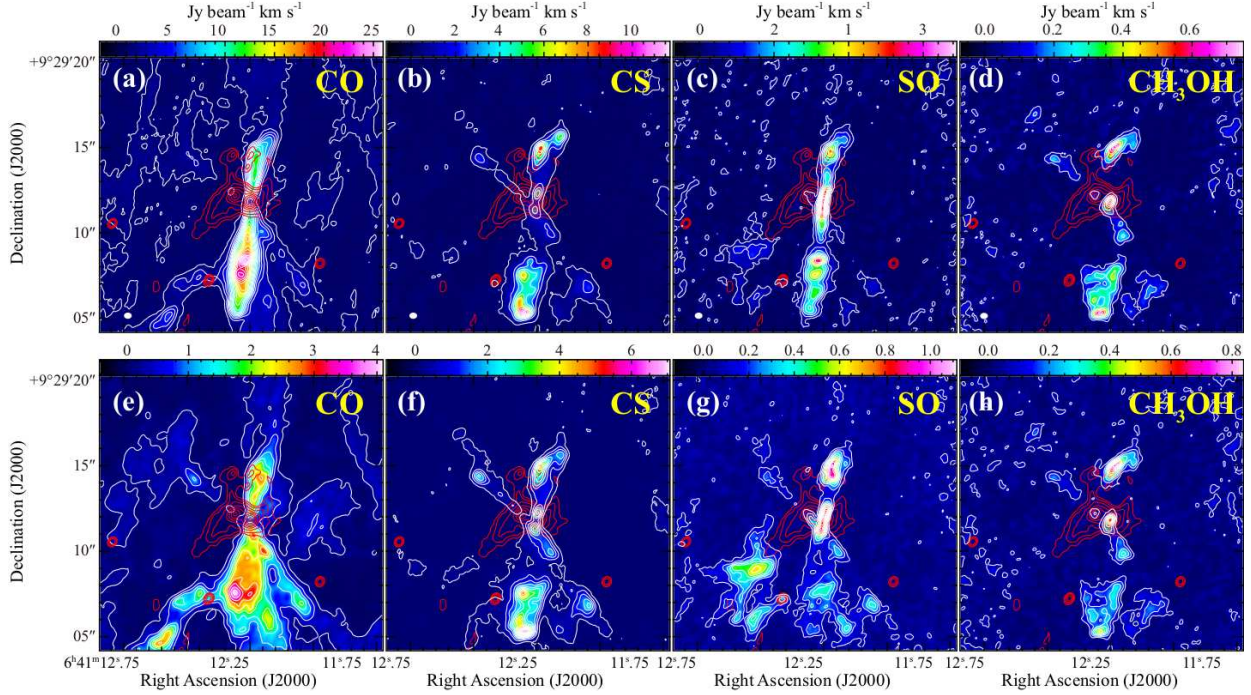 Jy beam⁻¹ km s⁻¹ Jy beam⁻¹ km s⁻¹ Jy beam⁻¹ km s⁻¹ Jy beam⁻¹ km s⁻¹
0 5 10 15 20 25 0 2 4 6 8 10 0 2 1 3 0.0 0.2 0.4 0.6
+9°29′20″
(a) CO (b) CS (c) SO (d) CH₃OH
15″
10″
05″
Declination (J2000)
0 1 2 3 4 0 2 4 6 0.0 0.2 0.4 0.6 0.8 1.0 0.0 0.2 0.4 0.6 0.8
+9°29′20″
(e) CO (f) CS (g) SO (h) CH₃OH
15″
10″
05″
Declination (J2000)
6ʰ41ᵐ12ˢ.75 12ˢ.25 11ˢ.75 12ˢ.75 12ˢ.25 11ˢ.75 12ˢ.75 12ˢ.25 11ˢ.75 12ˢ.75 12ˢ.25 11ˢ.75
Right Ascension (J2000) Right Ascension (J2000) Right Ascension (J2000) Right Ascension (J2000)